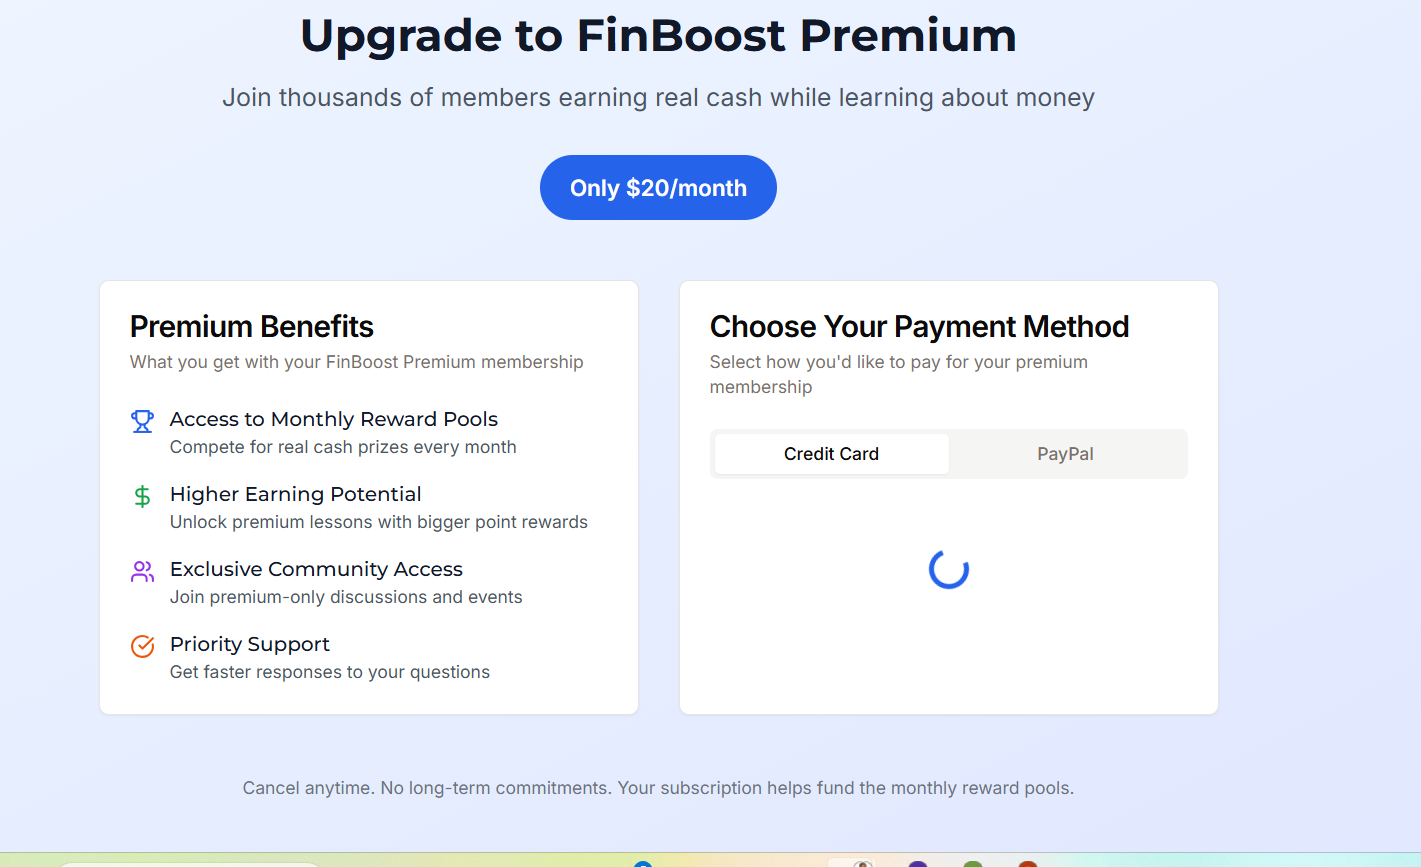 Upgrade to FinBoost Premium
Join thousands of members earning real cash while learning about money
Only $20/month
Premium Benefits
What you get with your FinBoost Premium membership
Access to Monthly Reward Pools
Compete for real cash prizes every month
Higher Earning Potential
Unlock premium lessons with bigger point rewards
Exclusive Community Access
Join premium-only discussions and events
Priority Support
Get faster responses to your questions
Choose Your Payment Method
Select how you'd like to pay for your premium
membership
Credit Card
PayPal
Cancel anytime. No long-term commitments. Your subscription helps fund the monthly reward pools.